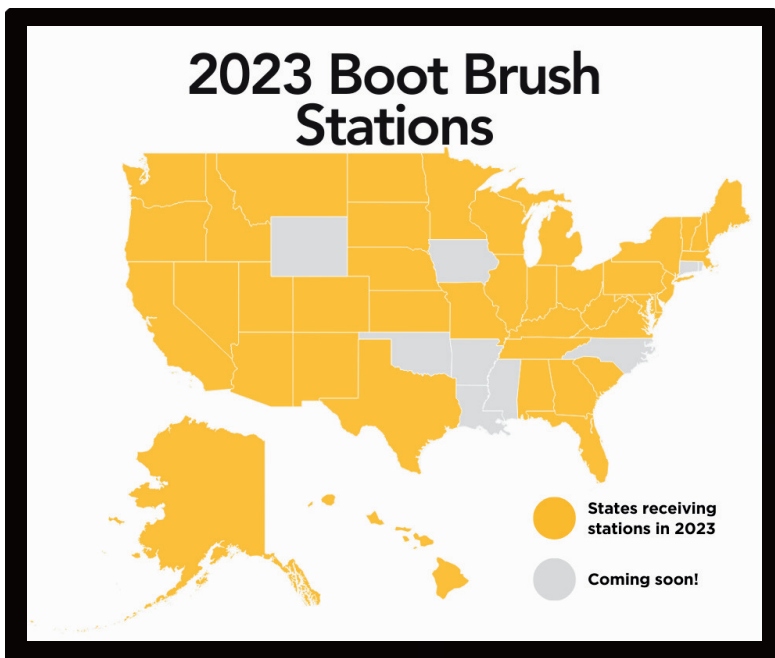 2023 Boot Brush
Stations
States receiving
stations in 2023
Coming soon!